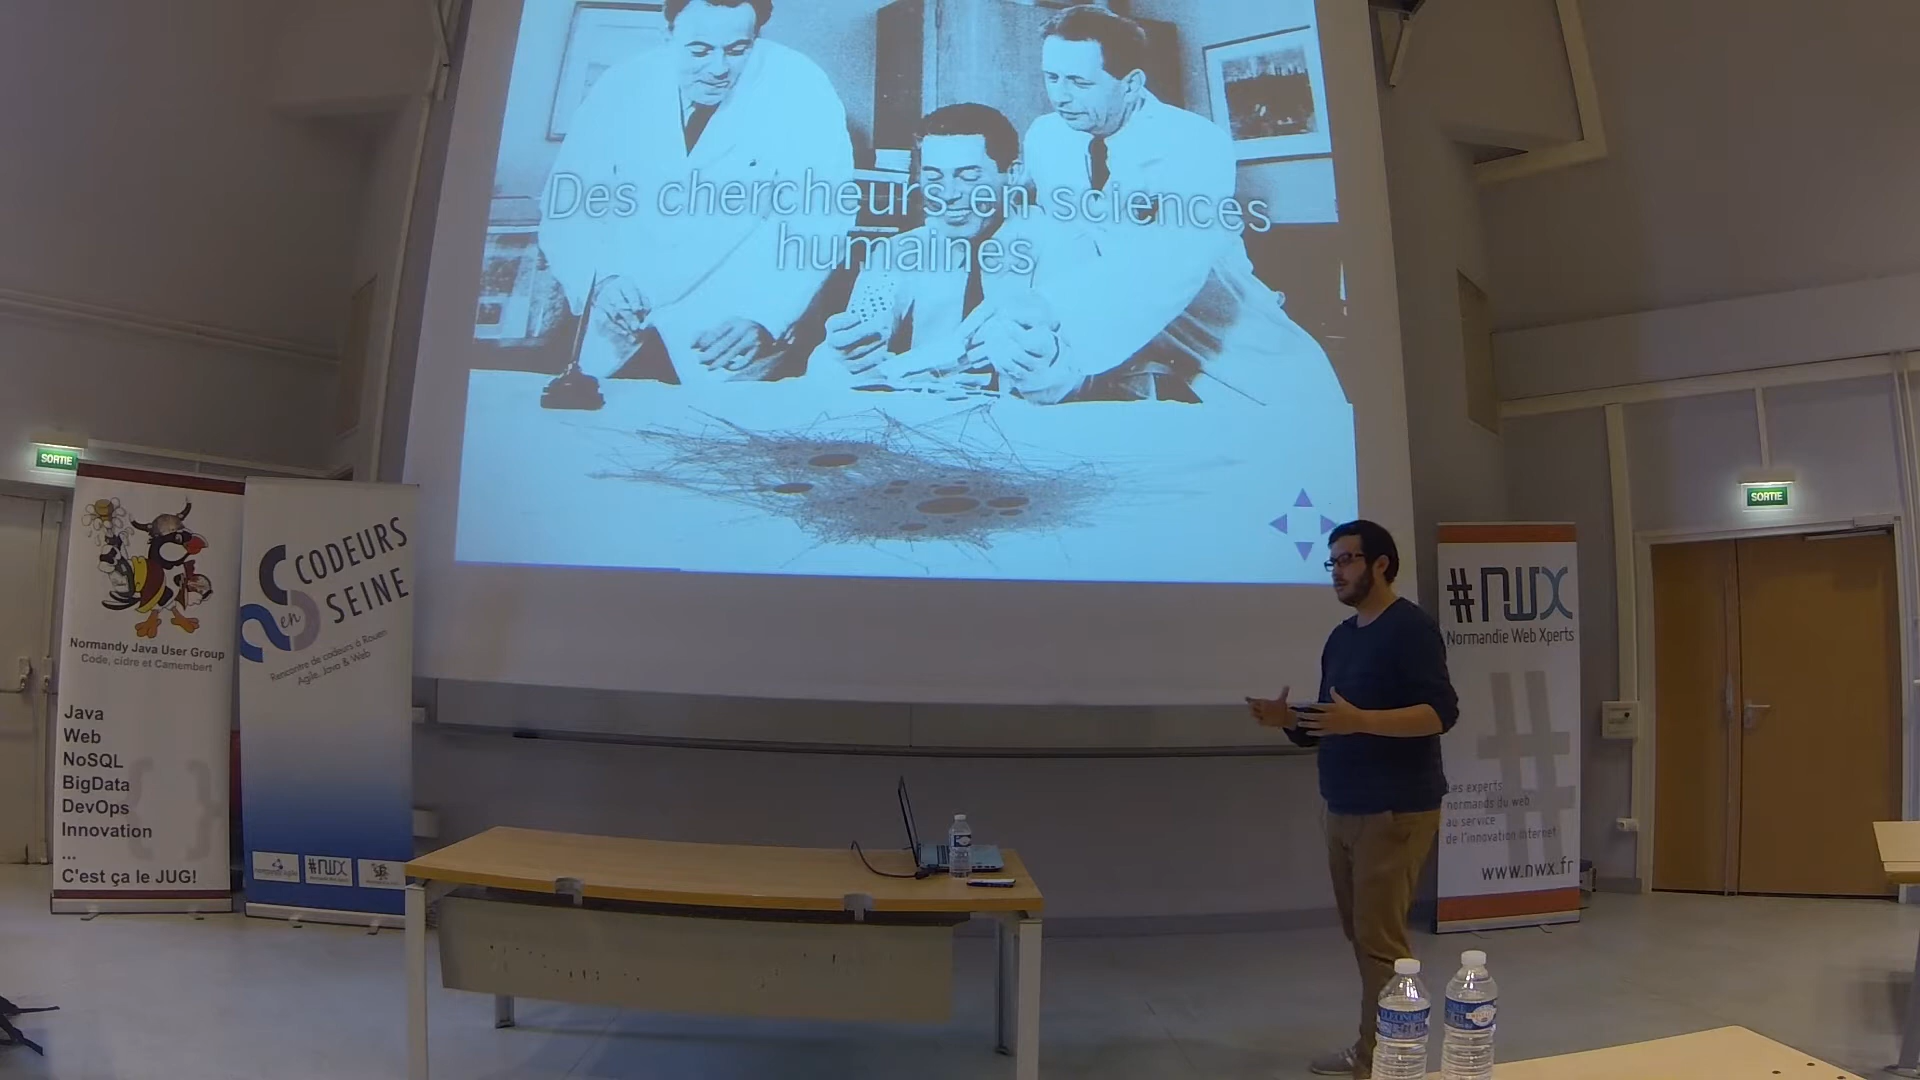 Des chercheurs en sciences
humaines
SORTIE
SORTIE
Normandy Java User Group
Code, cidre et Camembert
Java
Web
NoSQL
BigData
DevOps
Innovation
...
C'est ça le JUG!
CODEURS
en
SEINE
Rencontre de codeurs à Rouen
Agile, Java & Web
#NWX
#NWX
Normandie Web Xperts
Les experts
normands du web
au service
de l'innovation internet
www.nwx.fr